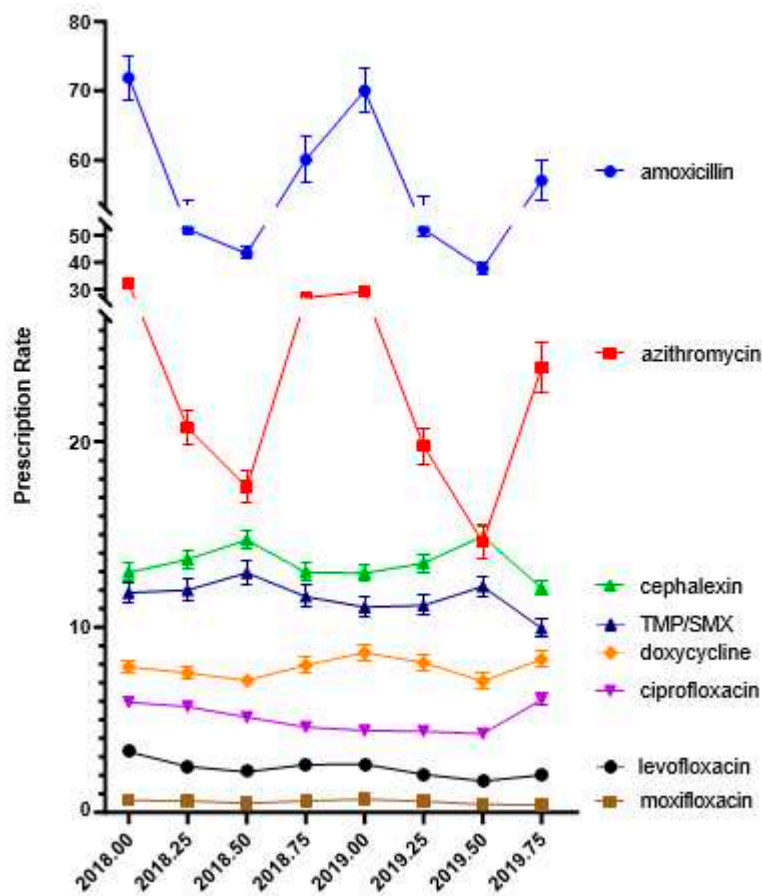 80
70
60
50
40
30
20
10
0
Prescription Rate
amoxicillin
azithromycin
cephalexin
TMP/SMX
doxycycline
ciprofloxacin
levofloxacin
moxifloxacin
2018.00
2018.25
2018.50
2018.75
2019.00
2019.25
2019.50
2019.75